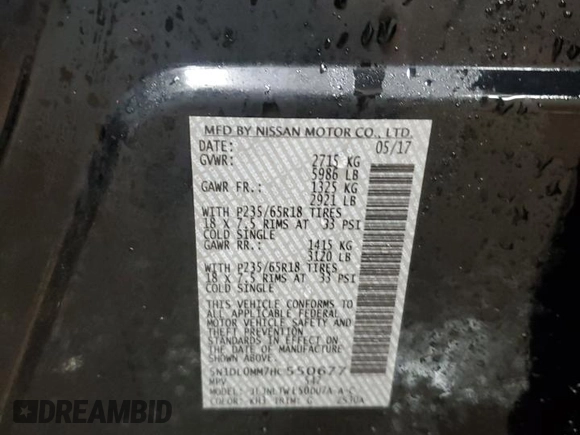 MFD BY NISSAN MOTOR CO., LTD.
DATE: 05/17
GVWR: 2715 KG
5986 LB
GAWR FR.: 1325 KG
2921 LB
WITH P235/65R18 TIRES
18 X 7.5 RIMS AT 33 PSI
COLD SINGLE
GAWR RR.: 1415 KG
3120 LB
WITH P235/65R18 TIRES
18 X 7.5 RIMS AT 33 PSI
COLD SINGLE
THIS VEHICLE CONFORMS TO
ALL APPLICABLE FEDERAL
MOTOR VEHICLE SAFETY AND
THEFT PREVENTION
STANDARDS IN EFFECT ON
THE DATE OF MANUFACTURE
SHOWN ABOVE.
5N1DL0MM7HC550677
MPV
COLOR: KH3 TRIM: G